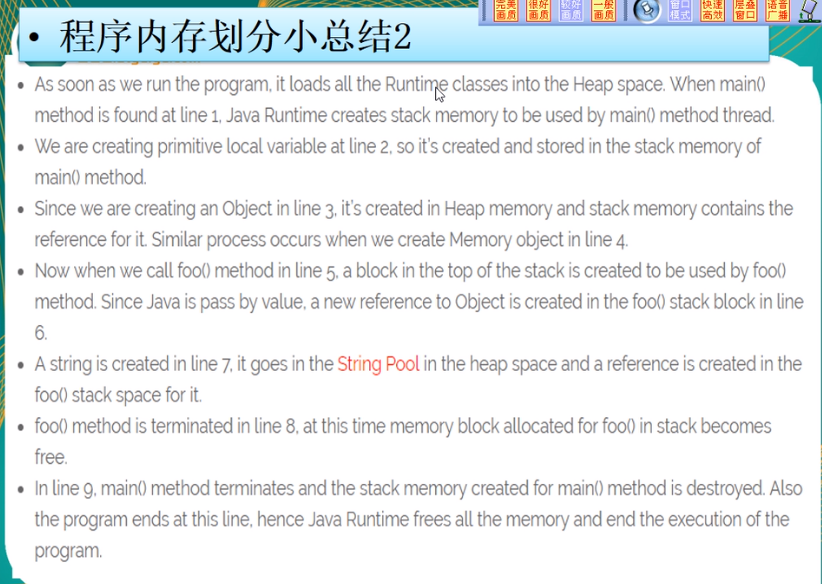 完美画质 很好画质 较好画质 一般画质 窗口模式 快速高效 层叠窗口 语音广播
• 程序内存划分小总结2
• As soon as we run the program, it loads all the Runtime classes into the Heap space. When main()
method is found at line 1, Java Runtime creates stack memory to be used by main() method thread.
• We are creating primitive local variable at line 2, so it's created and stored in the stack memory of
main() method.
• Since we are creating an Object in line 3, it's created in Heap memory and stack memory contains the
reference for it. Similar process occurs when we create Memory object in line 4.
• Now when we call foo() method in line 5, a block in the top of the stack is created to be used by foo()
method. Since Java is pass by value, a new reference to Object is created in the foo() stack block in line
6.
• A string is created in line 7, it goes in the String Pool in the heap space and a reference is created in the
foo() stack space for it.
• foo() method is terminated in line 8, at this time memory block allocated for foo() in stack becomes
free.
• In line 9, main() method terminates and the stack memory created for main() method is destroyed. Also
the program ends at this line, hence Java Runtime frees all the memory and end the execution of the
program.